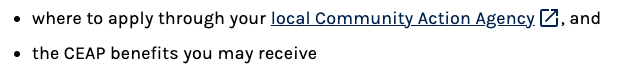 • where to apply through your local Community Action Agency, and
• the CEAP benefits you may receive